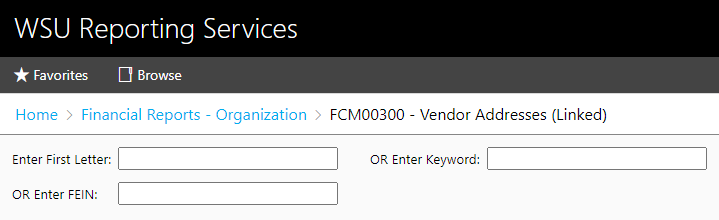 WSU Reporting Services
Favorites Browse
Home > Financial Reports - Organization > FCM00300 - Vendor Addresses (Linked)
Enter First Letter: OR Enter Keyword:
OR Enter FEIN: